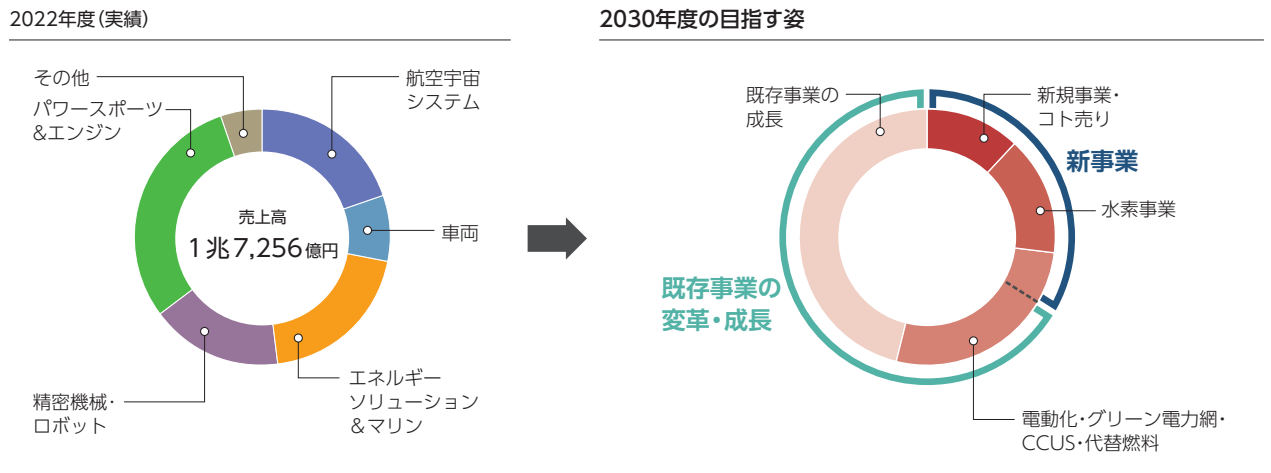 2022年度(実績)
その他
パワースポーツ
&エンジン
航空宇宙
システム
売上高
1兆7,256億円
車両
精密機械・
ロボット
エネルギー
ソリューション
&マリン
2030年度の目指す姿
既存事業の
成長
新規事業・
コト売り
新事業
水素事業
既存事業の
変革・成長
電動化・グリーン電力網・
CCUS・代替燃料